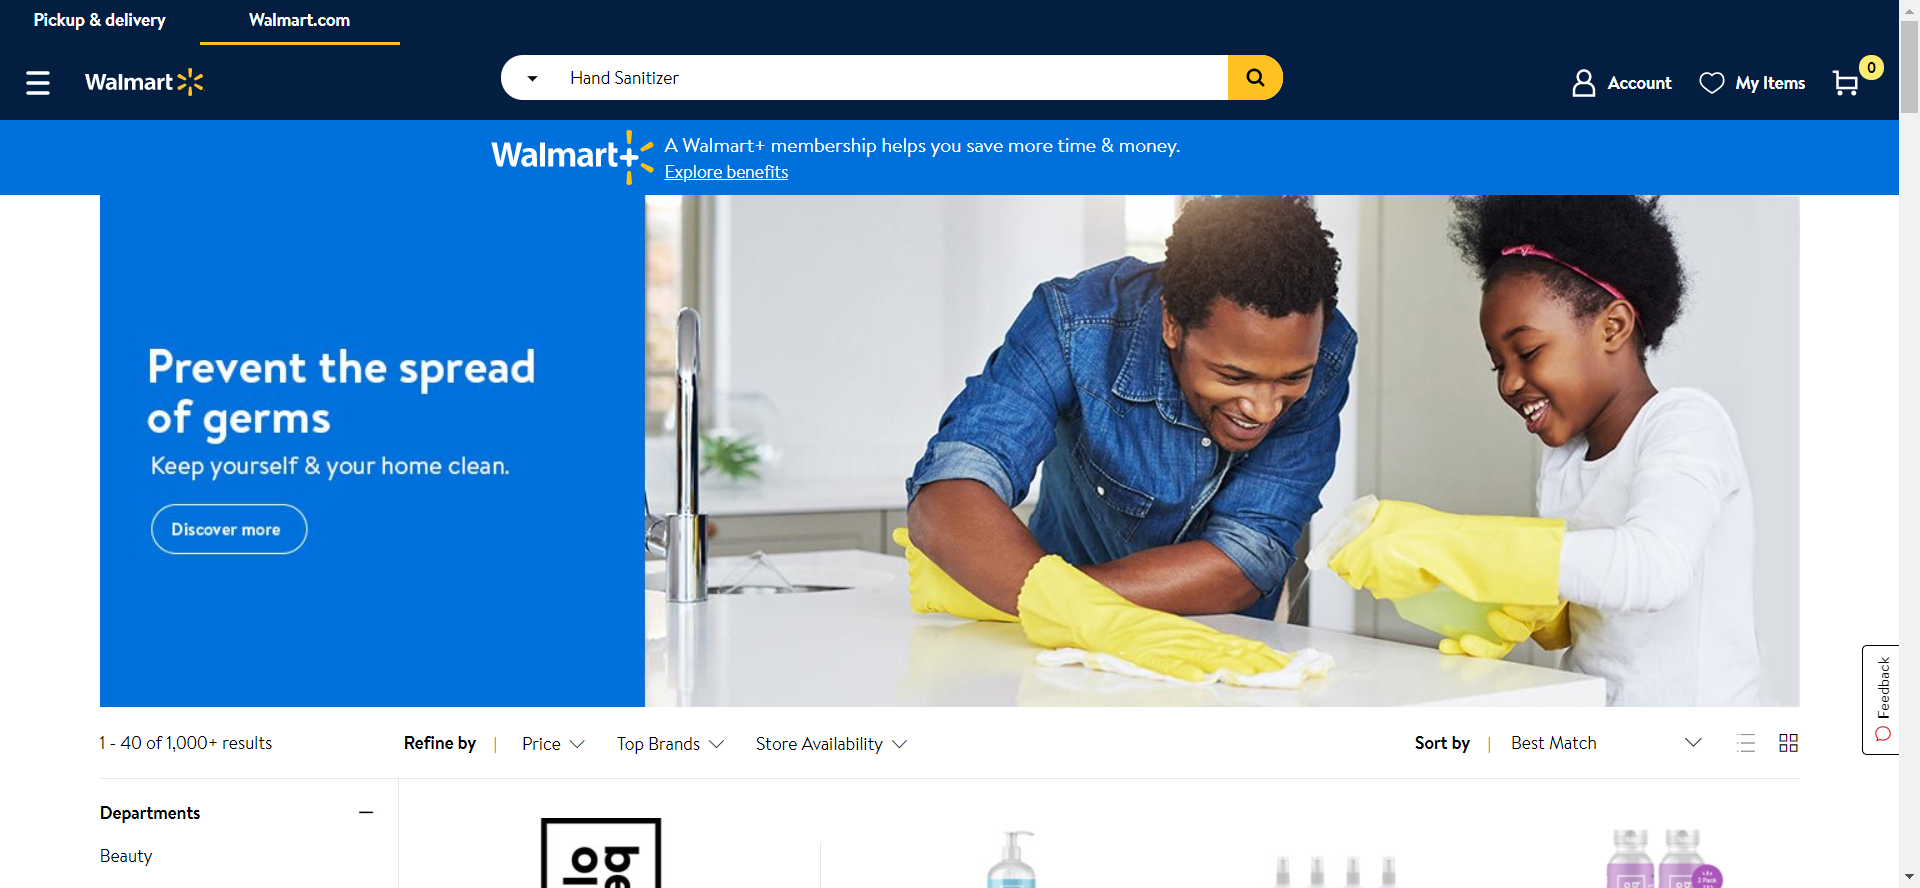 Pickup & delivery
Walmart.com
Walmart
Hand Sanitizer
Account
My Items
0
Walmart+
A Walmart+ membership helps you save more time & money.
Explore benefits
Prevent the spread
of germs
Keep yourself & your home clean.
Discover more
Feedback
1 - 40 of 1,000+ results
Refine by
Price
Top Brands
Store Availability
Sort by
Best Match
Departments
Beauty
2 Pack